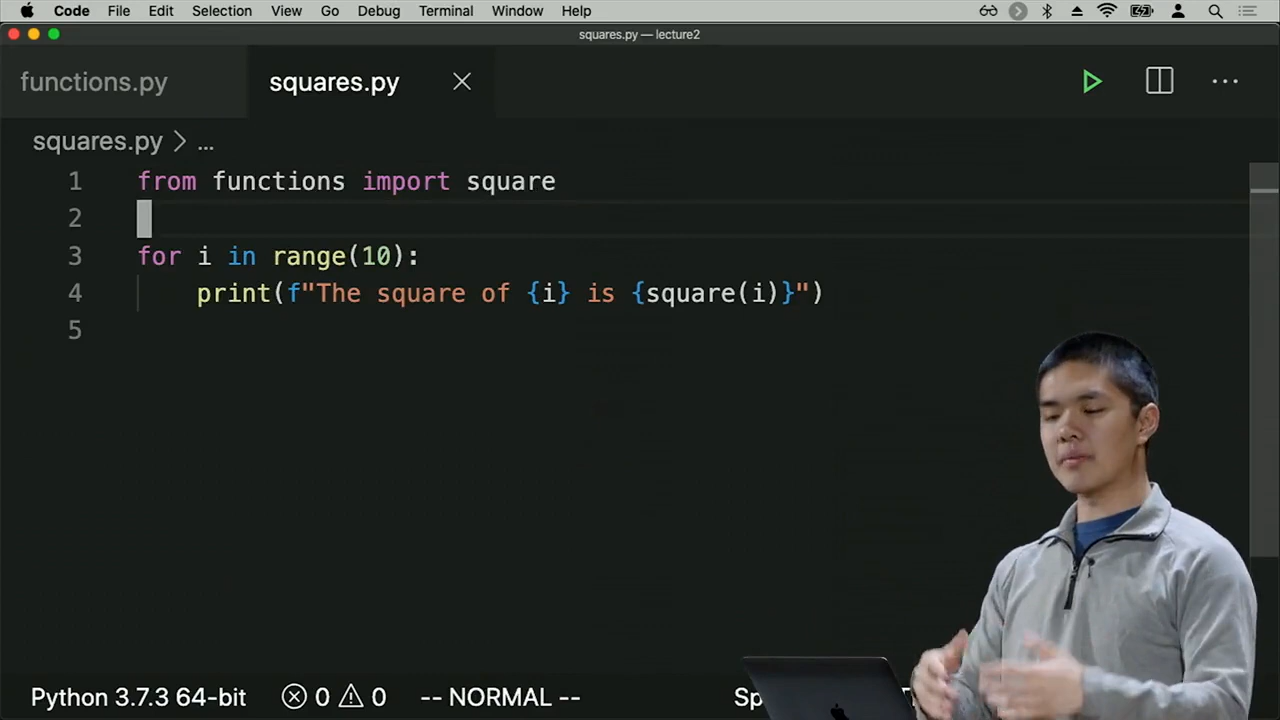 Code File Edit Selection View Go Debug Terminal Window Help
squares.py — lecture2
functions.py squares.py
squares.py > ...
1 from functions import square
2
3 for i in range(10):
4 print(f"The square of {i} is {square(i)}")
5
Python 3.7.3 64-bit 0 0 -- NORMAL --